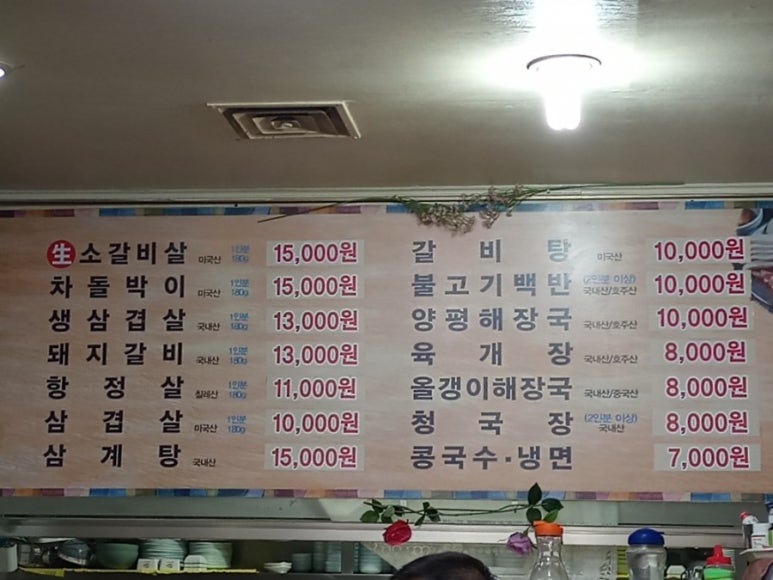 生 소갈비살 미국산 1인분 180g 15,000원
차돌박이 미국산 1인분 180g 15,000원
생삼겹살 국내산 1인분 180g 13,000원
돼지갈비 국내산 1인분 180g 13,000원
항정살 칠레산 1인분 180g 11,000원
삼겹살 미국산 1인분 180g 10,000원
삼계탕 국내산 15,000원
갈비탕 미국산 10,000원
불고기백반 (2인분 이상) 국내산/호주산 10,000원
양평해장국 국내산/호주산 10,000원
육개장 국내산/호주산 8,000원
올갱이해장국 국내산/중국산 8,000원
청국장 (2인분 이상) 국내산 8,000원
콩국수·냉면 7,000원